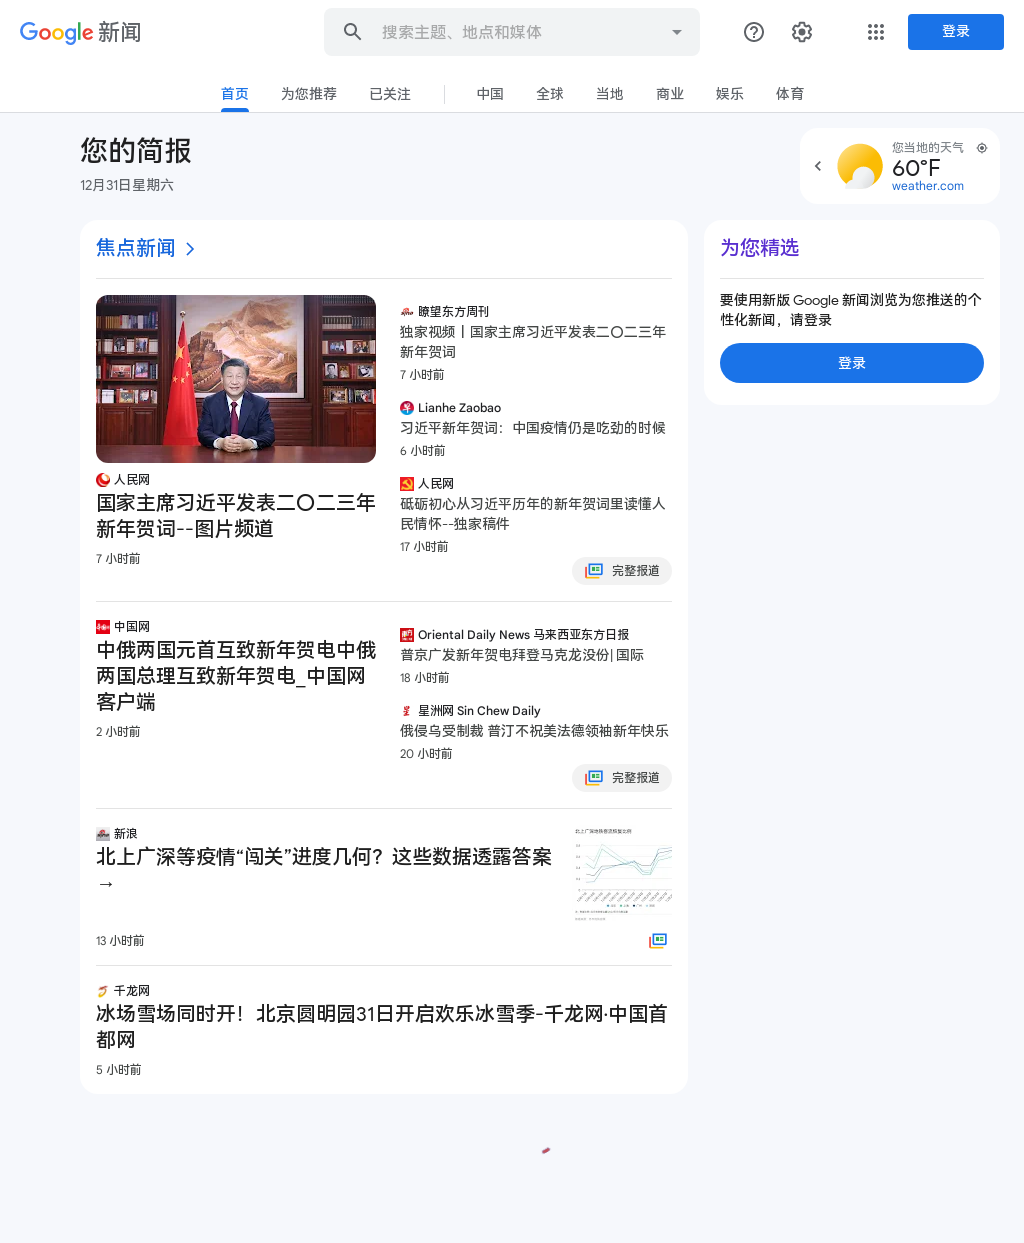 Google 新闻
搜索主题、地点和媒体
登录
首页
为您推荐
已关注
中国
全球
当地
商业
娱乐
体育
您的简报
12月31日星期六
您当地的天气
60°F
weather.com
焦点新闻
人民网
国家主席习近平发表二〇二三年
新年贺词--图片频道
7 小时前
瞭望东方周刊
独家视频丨国家主席习近平发表二〇二三年
新年贺词
7 小时前
Lianhe Zaobao
习近平新年贺词：中国疫情仍是吃劲的时候
6 小时前
人民网
砥砺初心从习近平历年的新年贺词里读懂人
民情怀--独家稿件
17 小时前
完整报道
中国网
中俄两国元首互致新年贺电中俄
两国总理互致新年贺电_中国网
客户端
2 小时前
Oriental Daily News 马来西亚东方日报
普京广发新年贺电拜登马克龙没份| 国际
18 小时前
星洲网 Sin Chew Daily
俄侵乌受制裁 普汀不祝美法德领袖新年快乐
20 小时前
完整报道
新浪
北上广深等疫情“闯关”进度几何？这些数据透露答案
→
13 小时前
北上广深地铁客流恢复比例
千龙网
冰场雪场同时开！北京圆明园31日开启欢乐冰雪季-千龙网·中国首
都网
5 小时前
为您精选
要使用新版 Google 新闻浏览为您推送的个
性化新闻，请登录
登录